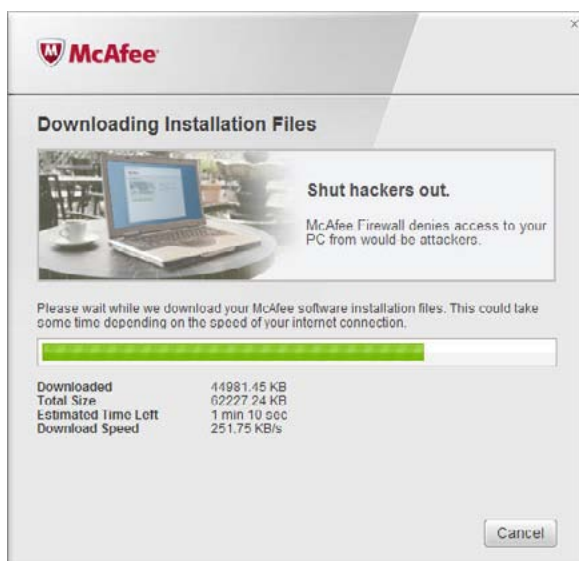 McAfee
Downloading Installation Files
Shut hackers out.
McAfee Firewall denies access to your
PC from would be attackers.
Please wait while we download your McAfee software installation files. This could take
some time depending on the speed of your internet connection.
Downloaded 44981.45 KB
Total Size 62227.24 KB
Estimated Time Left 1 min 10 sec
Download Speed 251.75 KB/s
Cancel